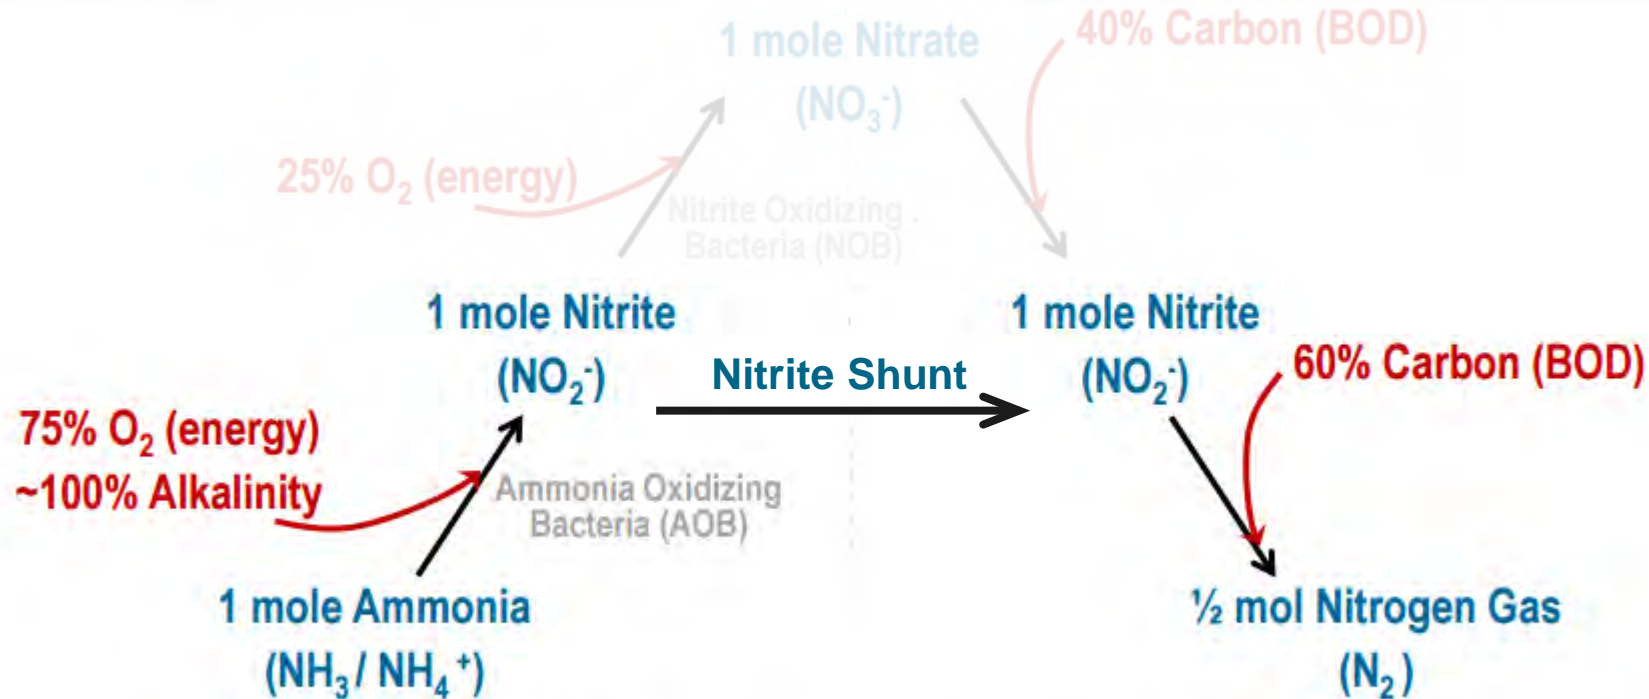 1 mole Nitrate
(NO₃⁻)
40% Carbon (BOD)
25% O₂ (energy)
Nitrite Oxidizing .
Bacteria (NOB)
1 mole Nitrite
(NO₂⁻)
Nitrite Shunt
1 mole Nitrite
(NO₂⁻)
60% Carbon (BOD)
75% O₂ (energy)
~100% Alkalinity
Ammonia Oxidizing
Bacteria (AOB)
1 mole Ammonia
(NH₃ / NH₄⁺)
½ mol Nitrogen Gas
(N₂)